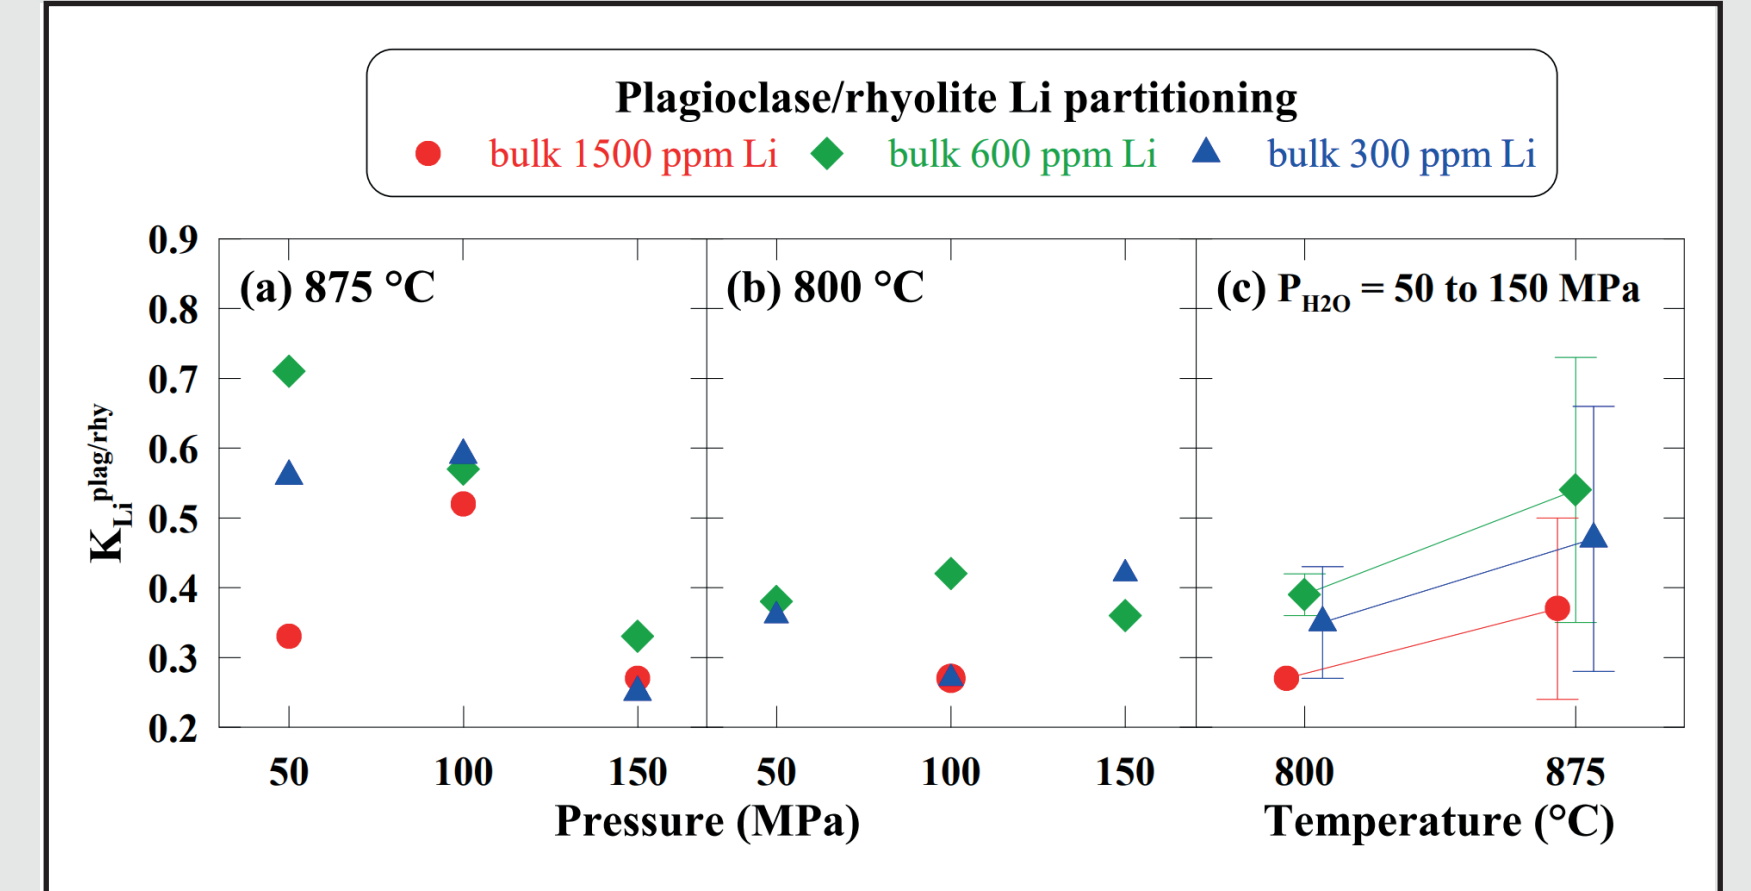 Plagioclase/rhyolite Li partitioning
bulk 1500 ppm Li bulk 600 ppm Li bulk 300 ppm Li
(a) 875 °C
(b) 800 °C
(c) PH2O = 50 to 150 MPa
KLi plag/rhy
0.9
0.8
0.7
0.6
0.5
0.4
0.3
0.2
50 100 150 50 100 150 800 875
Pressure (MPa) Temperature (°C)